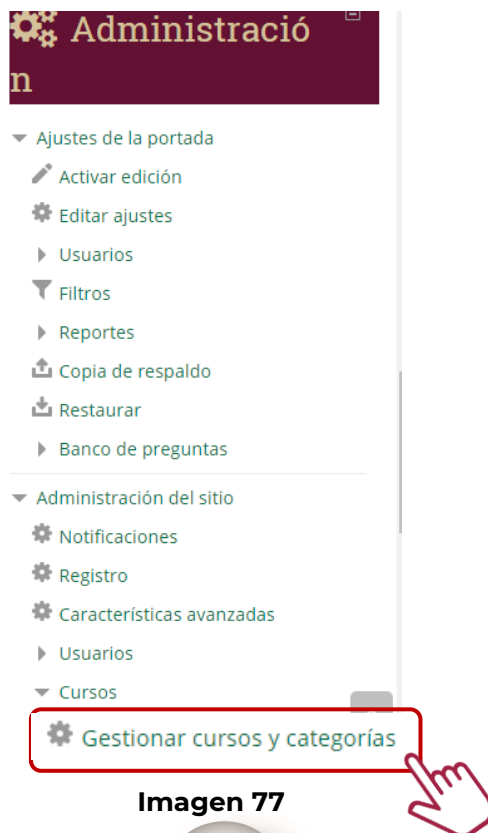 Administració
n
Ajustes de la portada
Activar edición
Editar ajustes
Usuarios
Filtros
Reportes
Copia de respaldo
Restaurar
Banco de preguntas
Administración del sitio
Notificaciones
Registro
Características avanzadas
Usuarios
Cursos
Gestionar cursos y categorías
Imagen 77